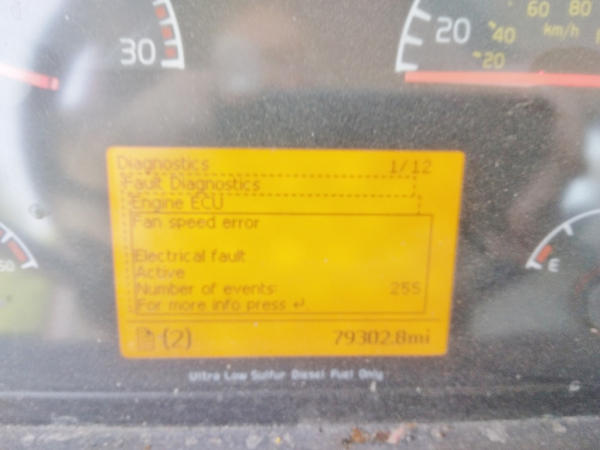 30
20
60
80
40
km/h
20
Diagnostics 1/12
Fault Diagnostics
Engine ECU
Fan speed error
Electrical fault
Active
Number of events: 255
For more info press ↵
(2) 79302.8mi
E
Ultra Low Sulfur Diesel Fuel Only